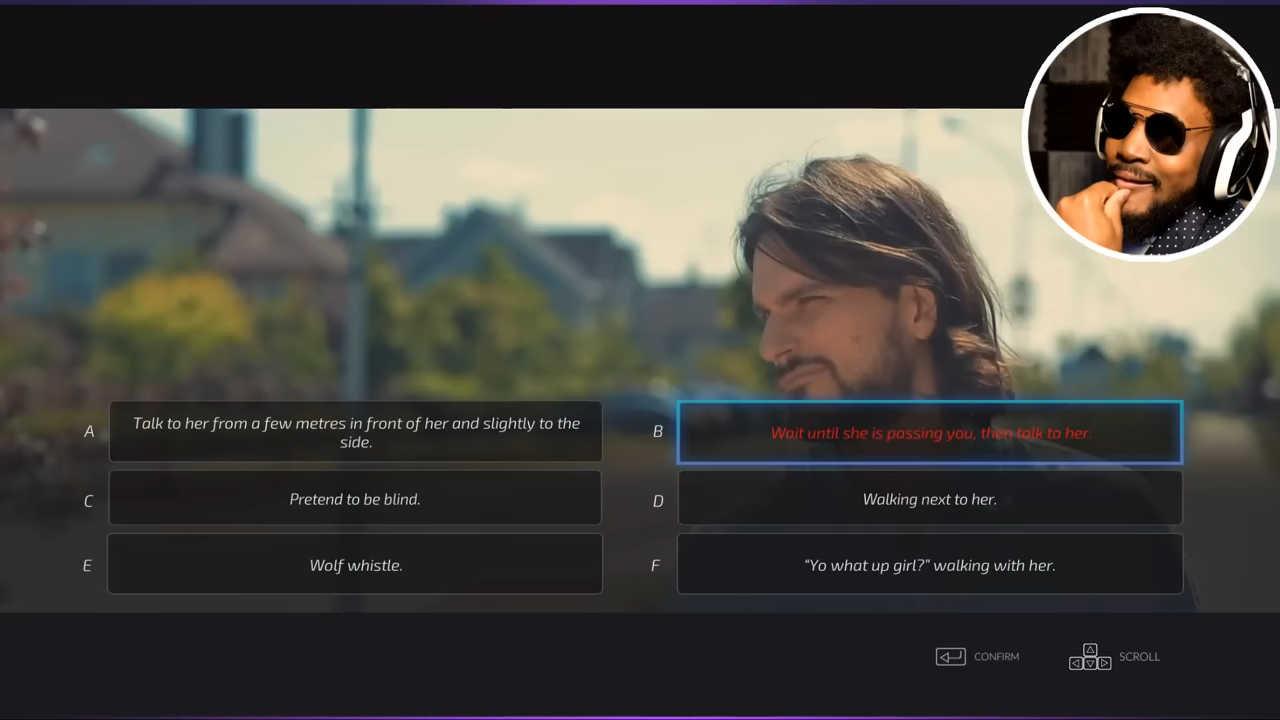 A
Talk to her from a few metres in front of her and slightly to the
side.
B
Wait until she is passing you, then talk to her.
C
Pretend to be blind.
D
Walking next to her.
E
Wolf whistle.
F
“Yo what up girl?” walking with her.
CONFIRM
SCROLL